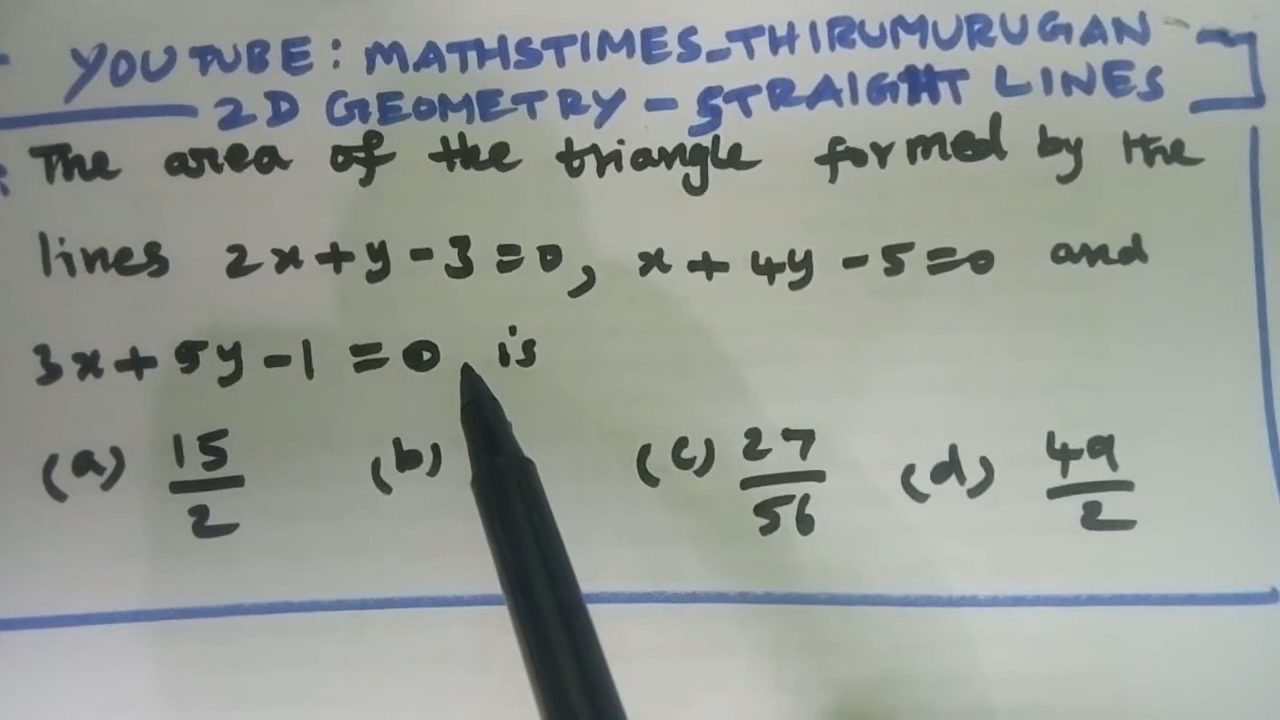 YOUTUBE: MATHSTIMES_THIRUMURUGAN
2D GEOMETRY - STRAIGHT LINES
The area of the triangle formed by the
lines 2x+y-3=0, x+4y-5=0 and
3x+5y-1=0 is
(a) 15/2 (b) (c) 27/56 (d) 49/2